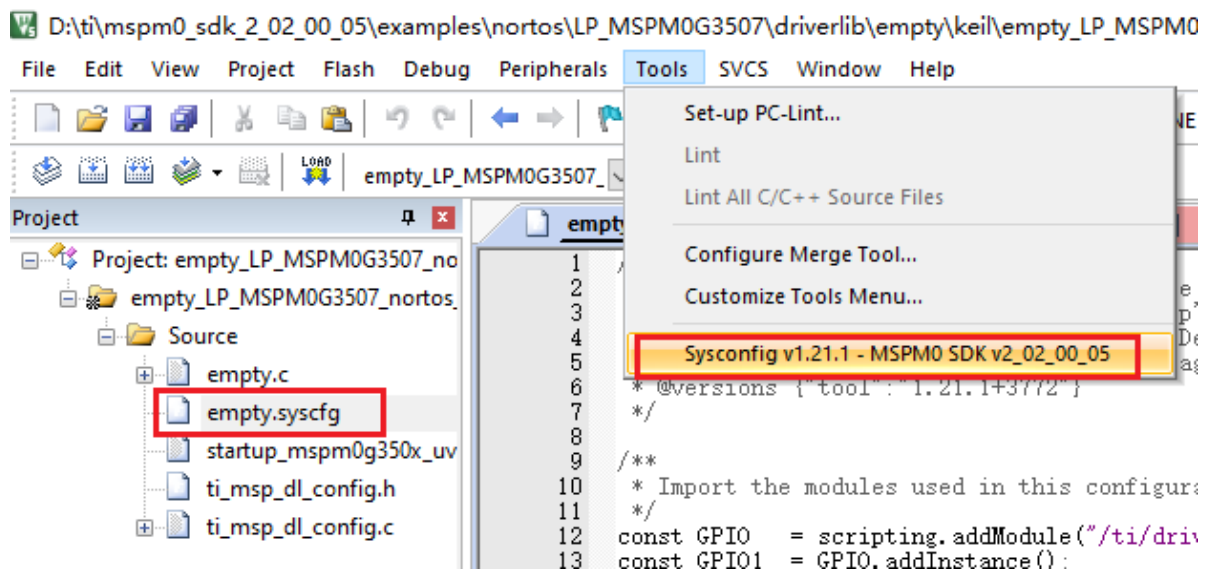 D:\ti\mspm0_sdk_2_02_00_05\examples\nortos\LP_MSPM0G3507\driverlib\empty\keil\empty_LP_MSPM0
File Edit View Project Flash Debug Peripherals Tools SVCS Window Help
Set-up PC-Lint...
Lint
Lint All C/C++ Source Files
Configure Merge Tool...
Customize Tools Menu...
Sysconfig v1.21.1 - MSPM0 SDK v2_02_00_05
LOAD
empty_LP_MSPM0G3507_
Project
Project: empty_LP_MSPM0G3507_no
empty_LP_MSPM0G3507_nortos_
Source
empty.c
empty.syscfg
startup_mspm0g350x_uv
ti_msp_dl_config.h
ti_msp_dl_config.c
empty
1
2
3
4
5
6 * @versions {"tool":"1.21.1+3772"}
7 */
8
9 /**
10 * Import the modules used in this configura
11 */
12 const GPIO = scripting.addModule("/ti/driv
13 const GPIO1 = GPIO.addInstance();